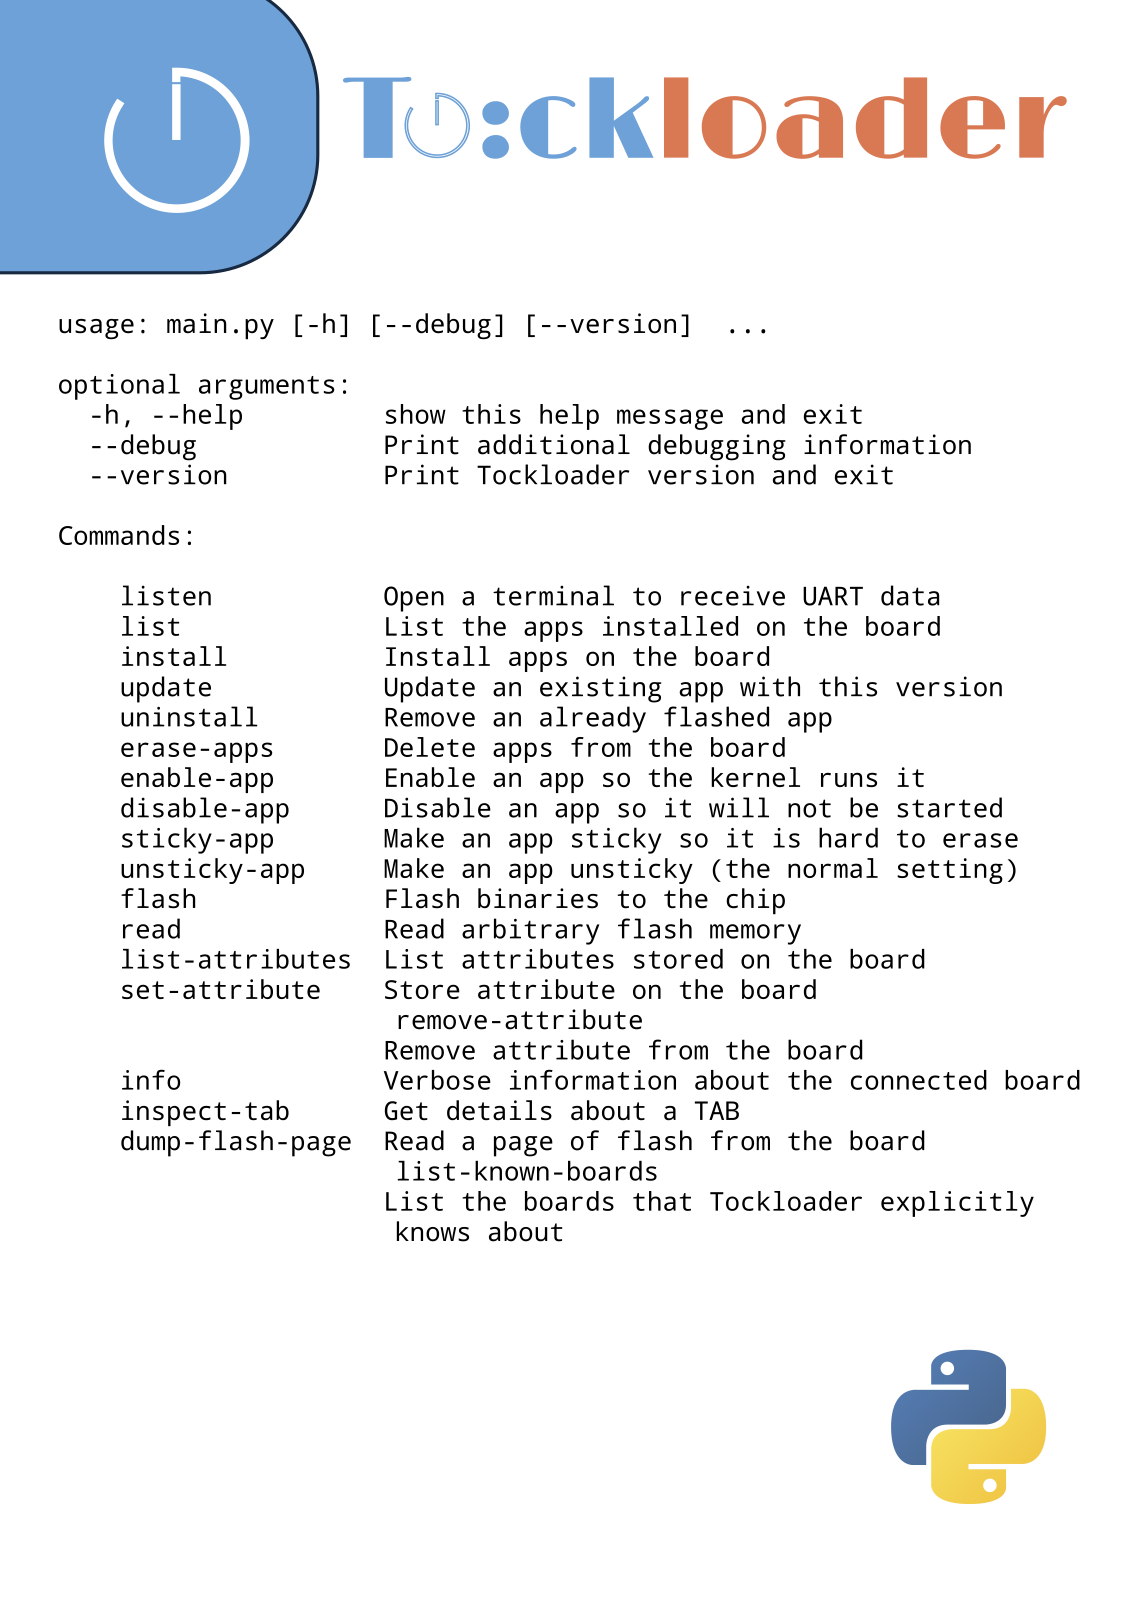 To:ckloader
usage: main.py [-h] [--debug] [--version]  ...
optional arguments:
  -h, --help         show this help message and exit
  --debug            Print additional debugging information
  --version          Print Tockloader version and exit
Commands:
    listen           Open a terminal to receive UART data
    list             List the apps installed on the board
    install          Install apps on the board
    update           Update an existing app with this version
    uninstall        Remove an already flashed app
    erase-apps       Delete apps from the board
    enable-app       Enable an app so the kernel runs it
    disable-app      Disable an app so it will not be started
    sticky-app       Make an app sticky so it is hard to erase
    unsticky-app     Make an app unsticky (the normal setting)
    flash            Flash binaries to the chip
    read             Read arbitrary flash memory
    list-attributes  List attributes stored on the board
    set-attribute    Store attribute on the board
                     remove-attribute
                     Remove attribute from the board
    info             Verbose information about the connected board
    inspect-tab      Get details about a TAB
    dump-flash-page  Read a page of flash from the board
                     list-known-boards
                     List the boards that Tockloader explicitly
                     knows about